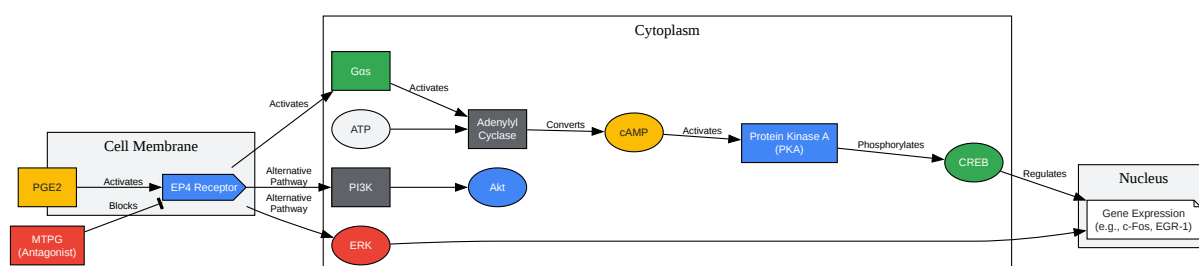 Cytoplasm
Gαs
Activates
Activates
ATP
Adenylyl
Cyclase
Converts
cAMP
Activates
Protein Kinase A
(PKA)
Phosphorylates
CREB
Regulates
Cell Membrane
PGE2
Activates
EP4 Receptor
Alternative
Pathway
PI3K
Akt
Blocks
Alternative
Pathway
MTPG
(Antagonist)
ERK
Nucleus
Gene Expression
(e.g., c-Fos, EGR-1)